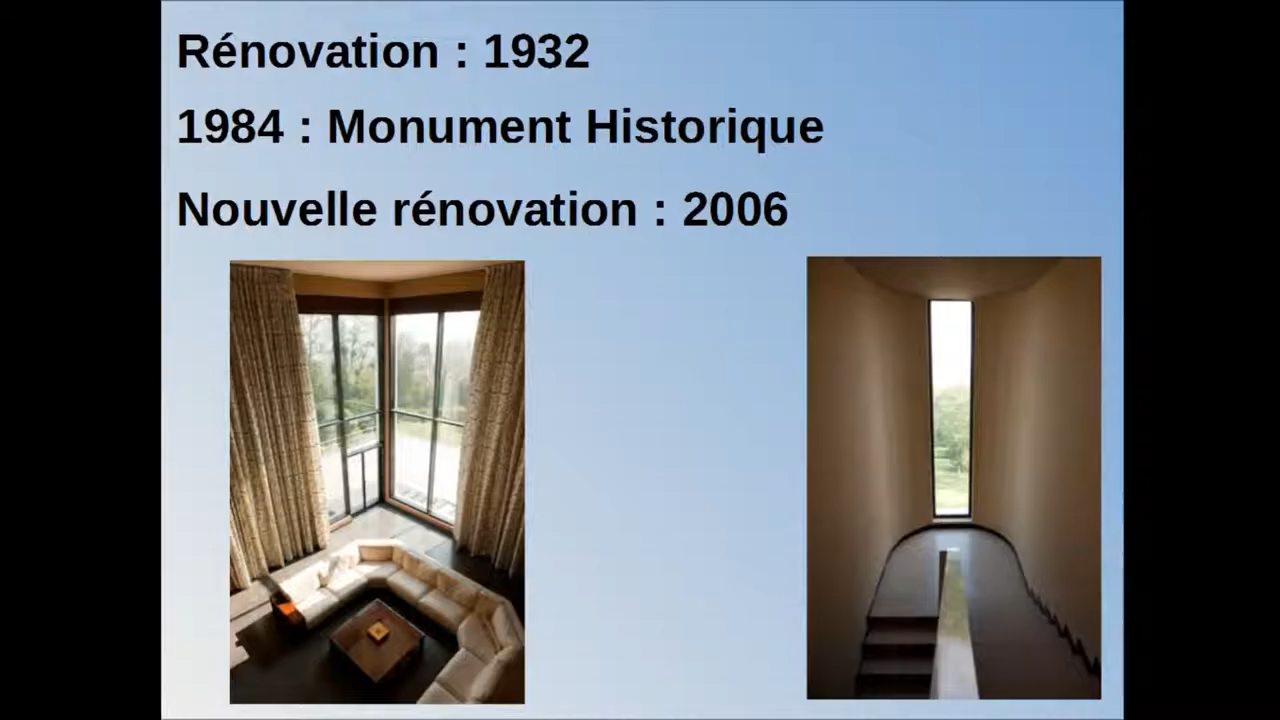 Rénovation : 1932
1984 : Monument Historique
Nouvelle rénovation : 2006